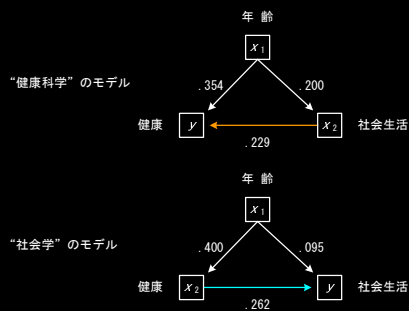 年 齢
x1
“健康科学”のモデル
.354
.200
健康
y
x2
社会生活
.229
年 齢
x1
“社会学”のモデル
.400
.095
健康
x2
y
社会生活
.262